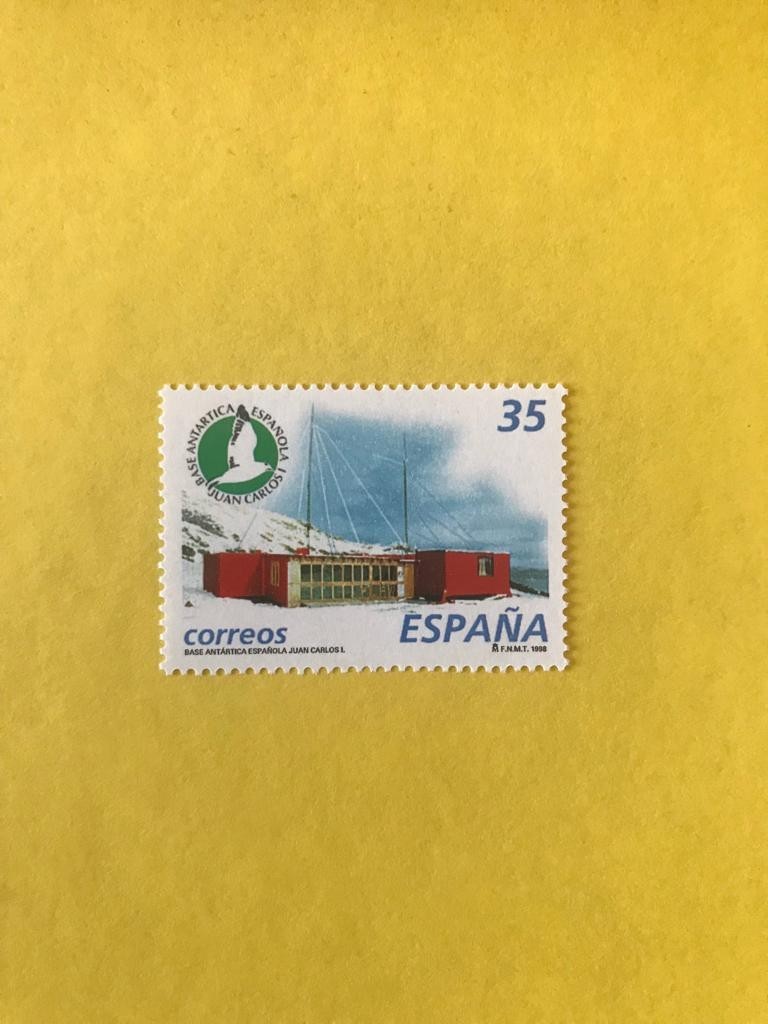 BASE ANTARTICA ESPAÑOLA
JUAN CARLOS I
35
correos
ESPAÑA
BASE ANTÁRTICA ESPAÑOLA JUAN CARLOS I.
F.N.M.T. 1998